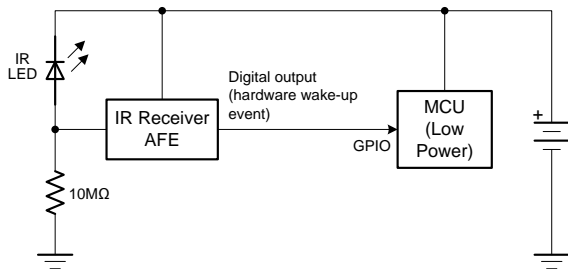 IR
LED
IR Receiver
AFE
Digital output
(hardware wake-up
event)
GPIO
MCU
(Low
Power)
+
10MΩ